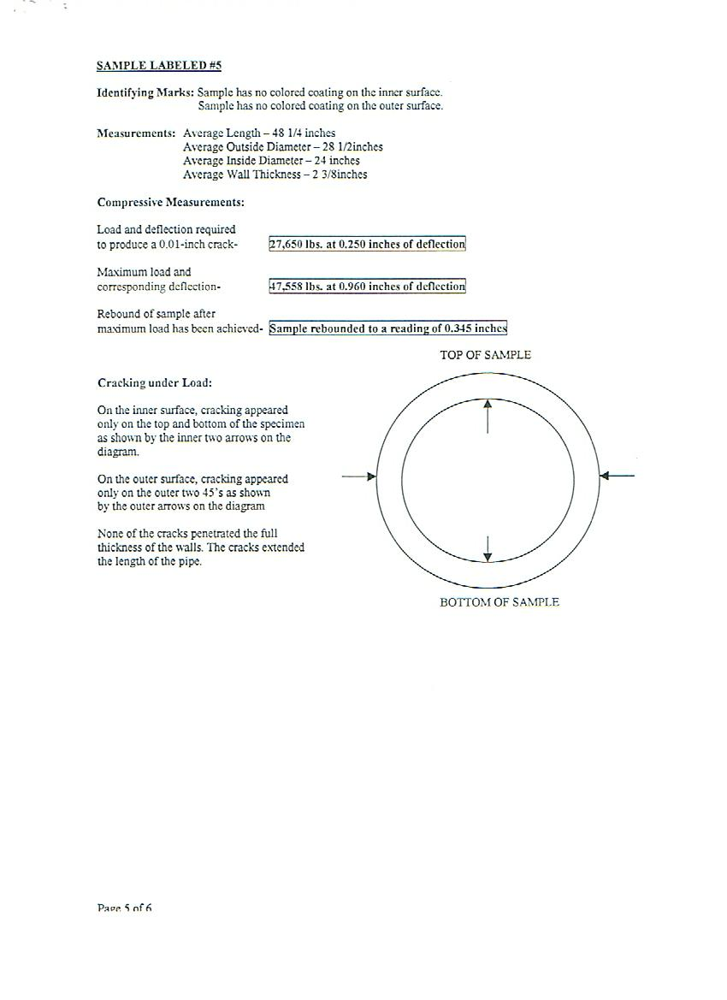 SAMPLE LABELED #5
Identifying Marks: Sample has no colored coating on the inner surface.
Sample has no colored coating on the outer surface.
Measurements: Average Length – 48 1/4 inches
Average Outside Diameter – 28 1/2inches
Average Inside Diameter – 24 inches
Average Wall Thickness – 2 3/8inches
Compressive Measurements:
Load and deflection required
to produce a 0.01-inch crack- 27,650 lbs. at 0.250 inches of deflection
Maximum load and
corresponding deflection- 47,558 lbs. at 0.960 inches of deflection
Rebound of sample after
maximum load has been achieved- Sample rebounded to a reading of 0.345 inches
TOP OF SAMPLE
Cracking under Load:
On the inner surface, cracking appeared
only on the top and bottom of the specimen
as shown by the inner two arrows on the
diagram.
On the outer surface, cracking appeared
only on the outer two 45's as shown
by the outer arrows on the diagram
None of the cracks penetrated the full
thickness of the walls. The cracks extended
the length of the pipe.
BOTTOM OF SAMPLE
Page 5 of 6